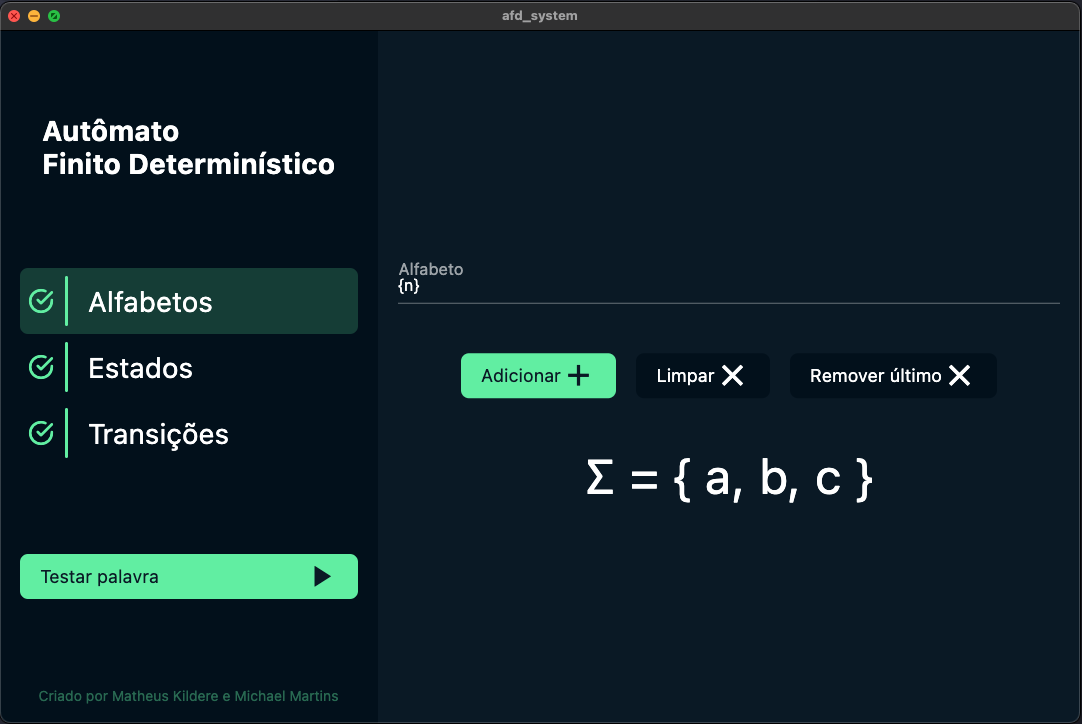 afd_system
Autômato
Finito Determinístico
Alfabetos
Estados
Transições
Testar palavra
Criado por Matheus Kildere e Michael Martins
Alfabeto
{n}
Adicionar
Limpar
Remover último
Σ = { a, b, c }